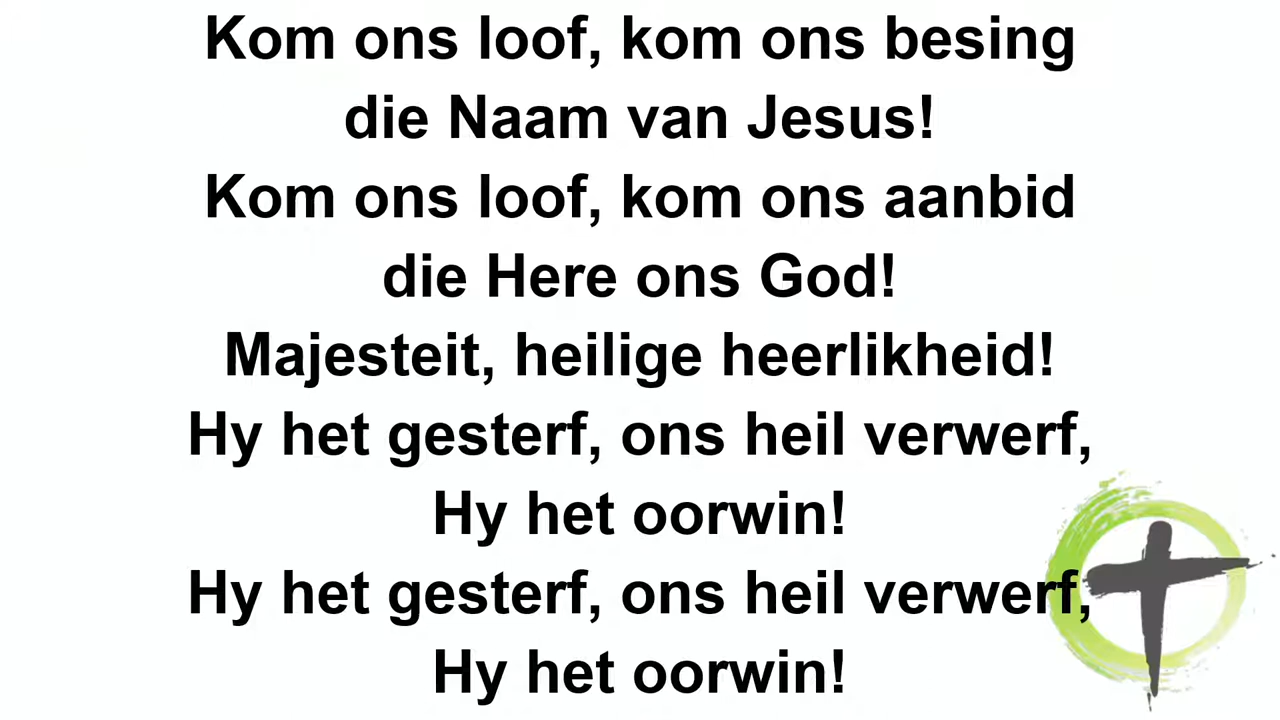 Kom ons loof, kom ons besing
die Naam van Jesus!
Kom ons loof, kom ons aanbid
die Here ons God!
Majesteit, heilige heerlikheid!
Hy het gesterf, ons heil verwerf,
Hy het oorwin!
Hy het gesterf, ons heil verwerf,
Hy het oorwin!